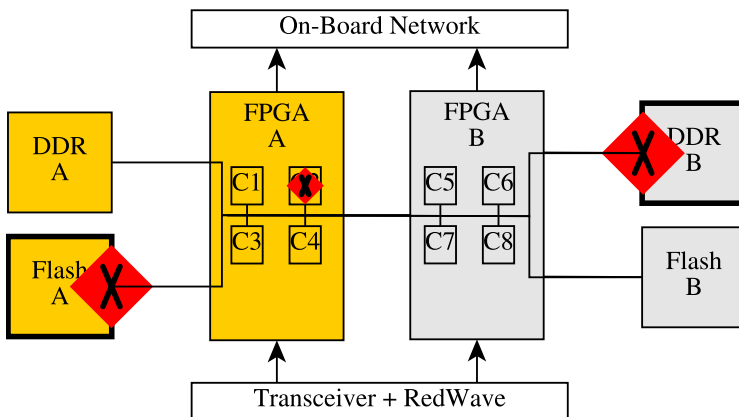 On-Board Network
FPGA
A
FPGA
B
DDR
A
DDR
B
C1
C5
C6
C3
C4
C7
C8
Flash
A
Flash
B
Transceiver + RedWave